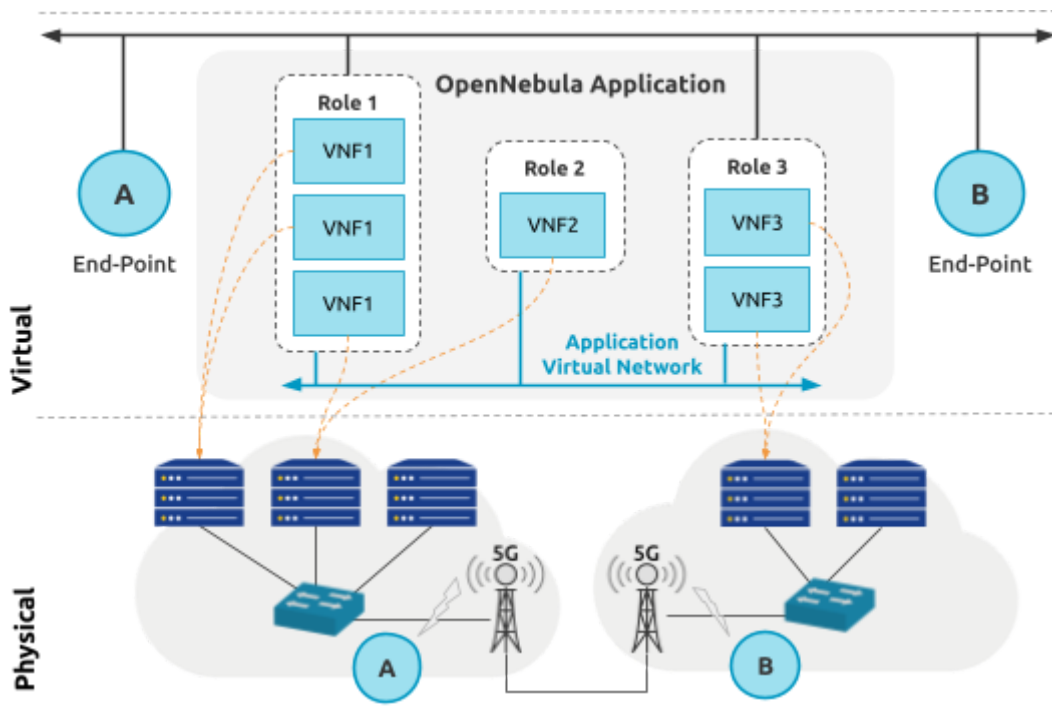 OpenNebula Application
Role 1
VNF1
VNF1
VNF1
Role 2
VNF2
Role 3
VNF3
VNF3
A
End-Point
B
End-Point
Application
Virtual Network
Virtual
5G
5G
A
B
Physical